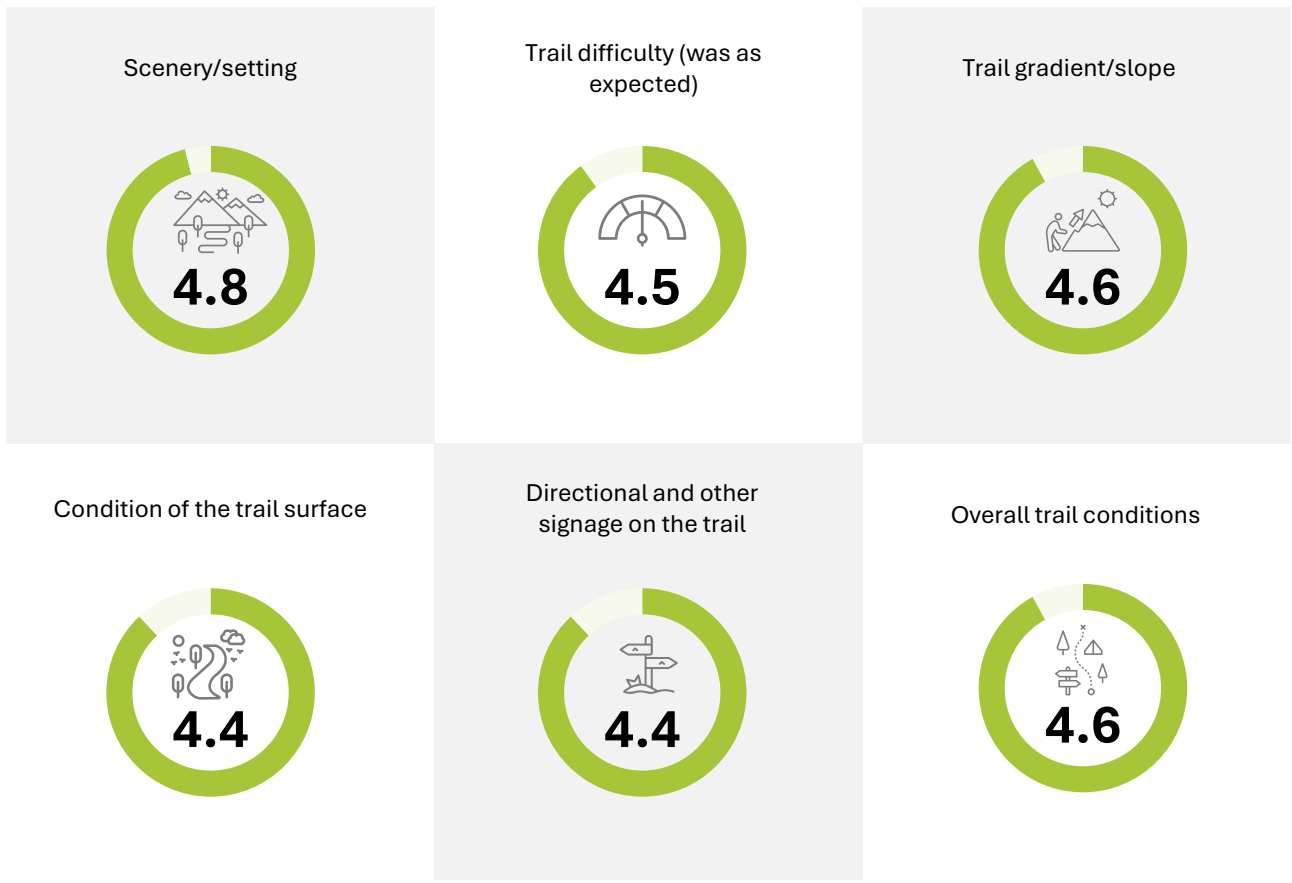 Scenery/setting
4.8
Trail difficulty (was as
expected)
4.5
Trail gradient/slope
4.6
Condition of the trail surface
4.4
Directional and other
signage on the trail
4.4
Overall trail conditions
4.6